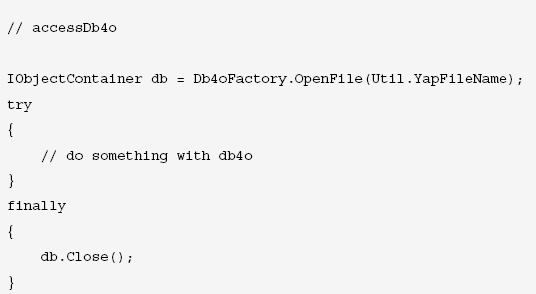 // accessDb4o
IObjectContainer db = Db4oFactory.OpenFile(Util.YapFileName);
try
{
    // do something with db4o
}
finally
{
    db.Close();
}